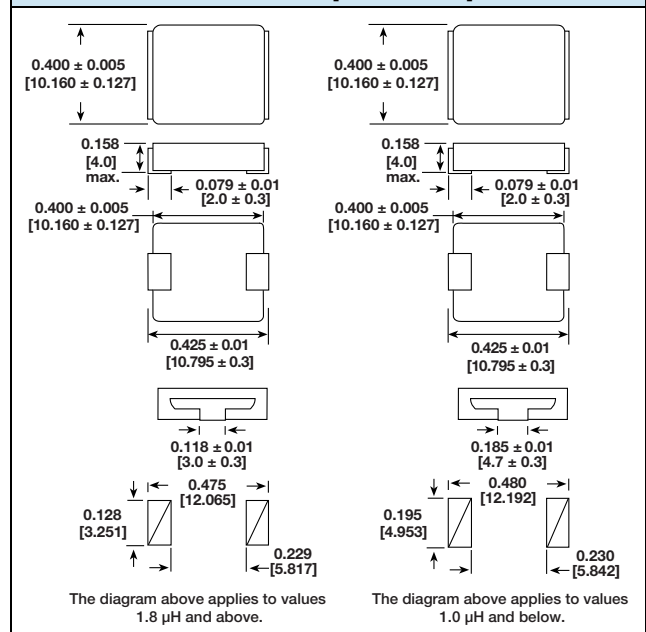 0.400 ± 0.005
[10.160 ± 0.127]
0.158
[4.0]
max.
0.079 ± 0.01
[2.0 ± 0.3]
0.400 ± 0.005
[10.160 ± 0.127]
0.425 ± 0.01
[10.795 ± 0.3]
0.118 ± 0.01
[3.0 ± 0.3]
0.475
[12.065]
0.128
[3.251]
0.229
[5.817]
The diagram above applies to values
1.8 µH and above.
0.400 ± 0.005
[10.160 ± 0.127]
0.158
[4.0]
max.
0.079 ± 0.01
[2.0 ± 0.3]
0.400 ± 0.005
[10.160 ± 0.127]
0.425 ± 0.01
[10.795 ± 0.3]
0.185 ± 0.01
[4.7 ± 0.3]
0.480
[12.192]
0.195
[4.953]
0.230
[5.842]
The diagram above applies to values
1.0 µH and below.